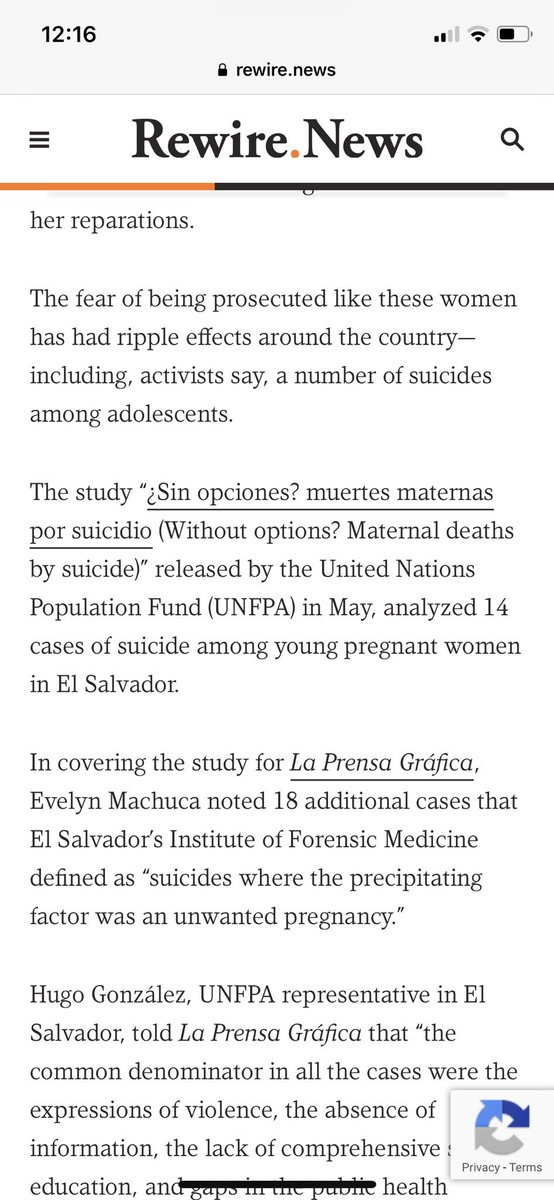 12:16
rewire.news
Rewire.News
her reparations.
The fear of being prosecuted like these women
has had ripple effects around the country—
including, activists say, a number of suicides
among adolescents.
The study “¿Sin opciones? muertes maternas
por suicidio (Without options? Maternal deaths
by suicide)” released by the United Nations
Population Fund (UNFPA) in May, analyzed 14
cases of suicide among young pregnant women
in El Salvador.
In covering the study for La Prensa Gráfica,
Evelyn Machuca noted 18 additional cases that
El Salvador’s Institute of Forensic Medicine
defined as “suicides where the precipitating
factor was an unwanted pregnancy.”
Hugo González, UNFPA representative in El
Salvador, told La Prensa Gráfica that “the
common denominator in all the cases were the
expressions of violence, the absence of
information, the lack of comprehensive
education, and gaps in the public health
Privacy - Terms